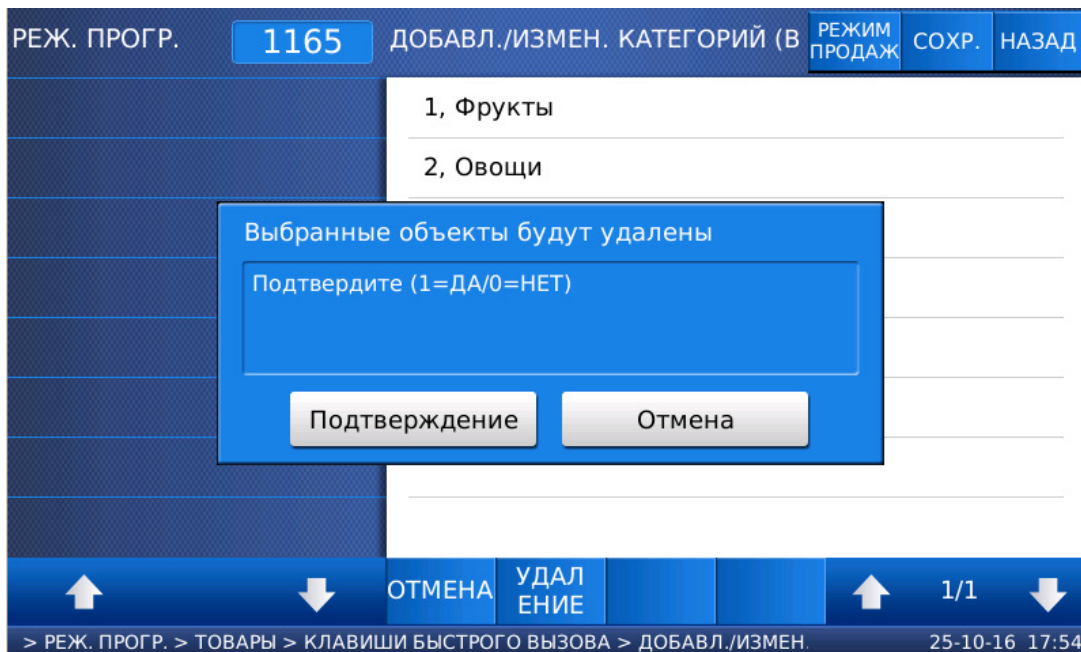 РЕЖ. ПРОГР.
1165
ДОБАВЛ./ИЗМЕН. КАТЕГОРИЙ (В
РЕЖИМ
ПРОДАЖ
СОХР.
НАЗАД
1, Фрукты
2, Овощи
Выбранные объекты будут удалены
Подтвердите (1=ДА/0=НЕТ)
Подтверждение
Отмена
ОТМЕНА
УДАЛ
ЕНИЕ
1/1
> РЕЖ. ПРОГР. > ТОВАРЫ > КЛАВИШИ БЫСТРОГО ВЫЗОВА > ДОБАВЛ./ИЗМЕН.
25-10-16 17:54